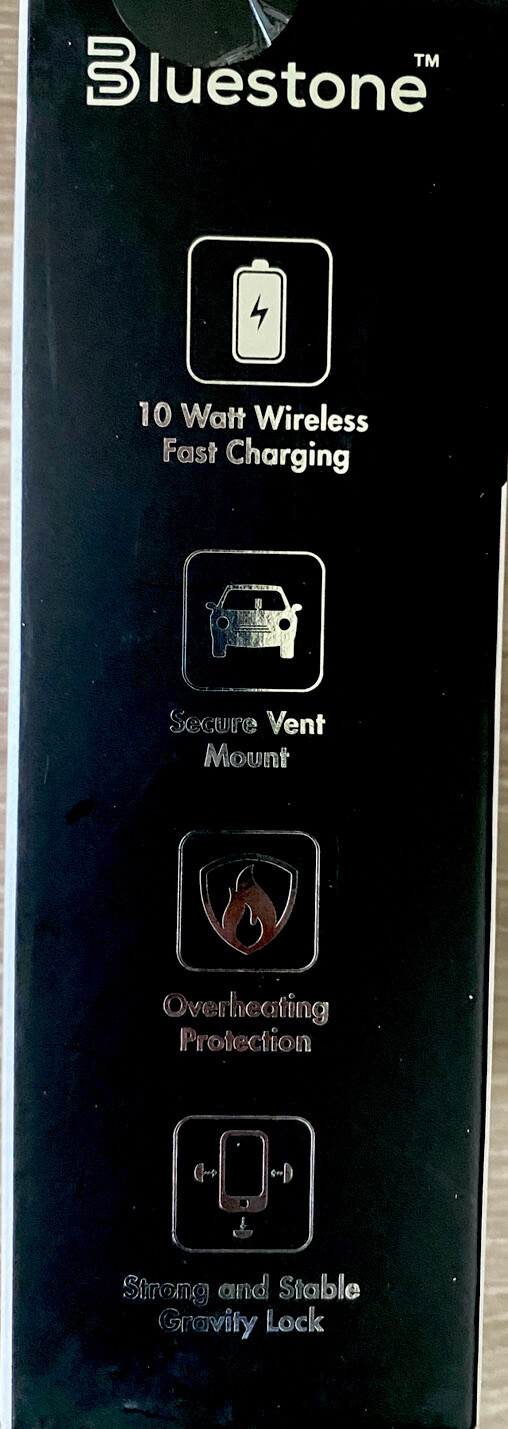 Bluestone™
10 Watt Wireless
Fast Charging
Secure Vent
Mount
Overheating
Protection
Strong and Stable
Gravity Lock